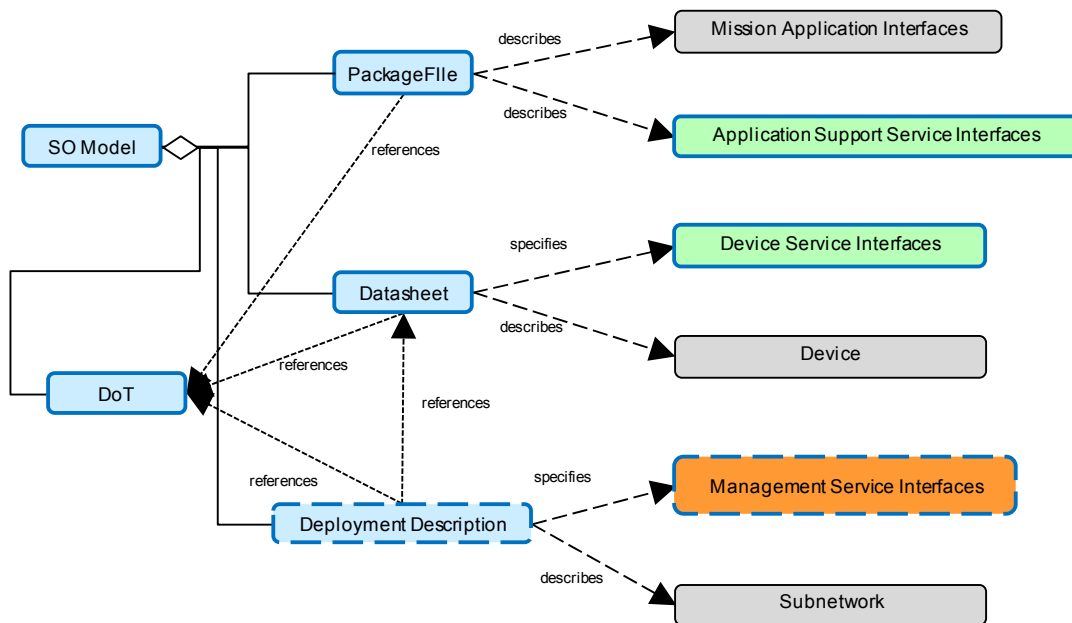 Mission Application Interfaces
describes
PackageFIle
describes
Application Support Service Interfaces
SO Model
references
specifies
Device Service Interfaces
Datasheet
describes
Device
references
DoT
references
specifies
references
Management Service Interfaces
Deployment Description
describes
Subnetwork